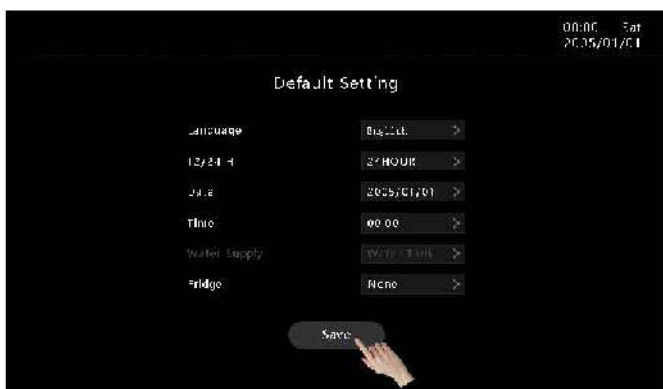 00:00 Sat
2005/01/01
Default Setting
Language English >
12/24 H 24HOUR >
Date 2005/01/01 >
Time 00:00 >
Water Supply Water Tank >
Fridge None >
Save